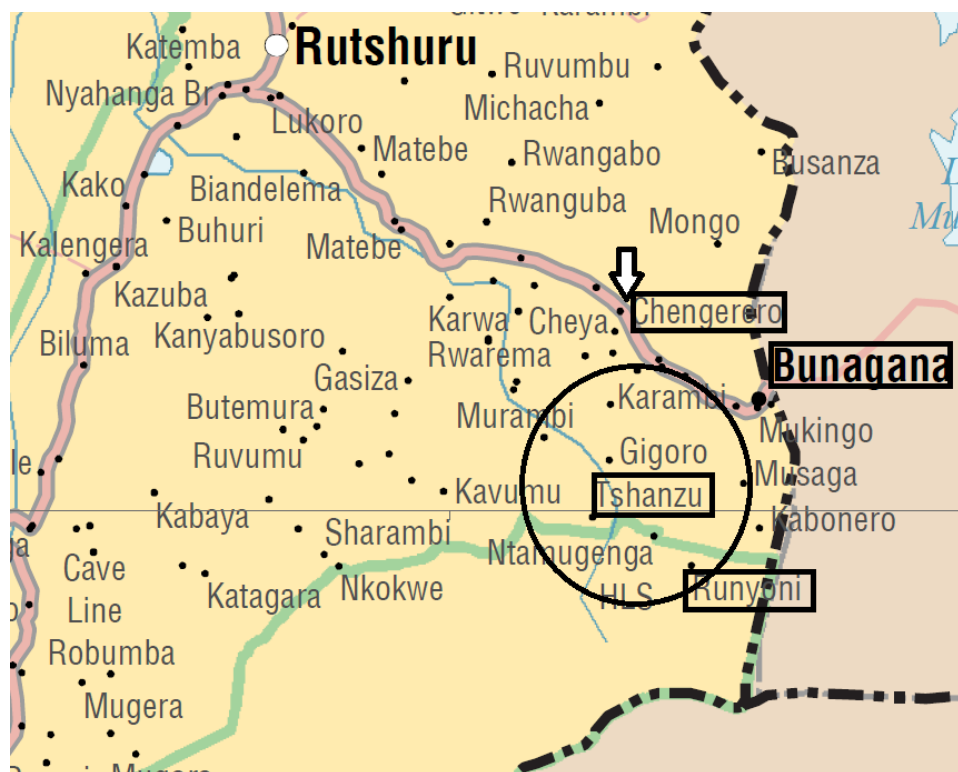 Rutshuru
Katemba
Ruvumbu
Nyahanga Br
Michacha
Lukoro
Matebe
Rwangabo
Busanza
Kako
Biandelema
Rwanguba
Buhuri
Mongo
Kalengera
Matebe
Kazuba
Chengerero
Kanyabusoro
Karwa
Cheya
Biluma
Rwarema
Bunagana
Gasiza
Butemura
Karambi
Murambi
Mukingo
Ruvumu
Gigoro
Musaga
Kavumu
Tshanzu
Kabaya
Kabonero
Sharambi
Ntamugenga
Cave
Line
Katagara
Nkokwe
HLS
Runyoni
Robumba
Mugera